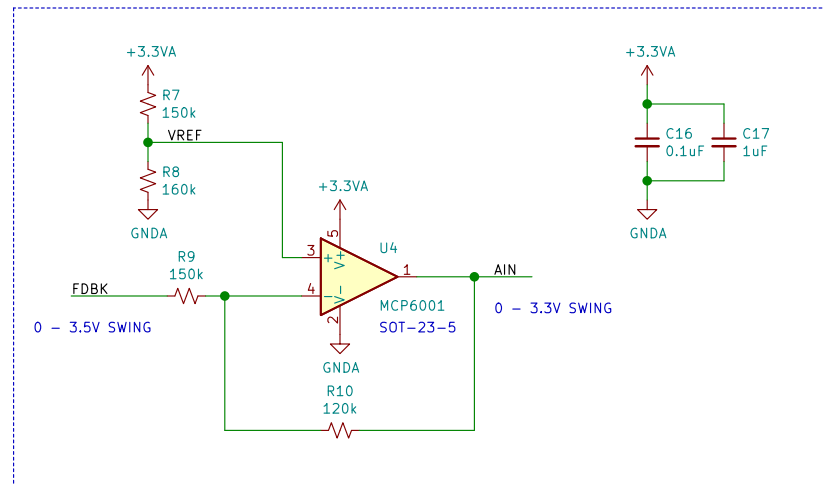 +3.3VA
R7
150k
VREF
R8
160k
GNDA
+3.3VA
C16
0.1uF
C17
1uF
GNDA
+3.3VA
5
U4
3
+
V+
1
AIN
R9
150k
FDBK
4
−
V-
2
MCP6001
SOT-23-5
0 - 3.5V SWING
0 - 3.3V SWING
GNDA
R10
120k